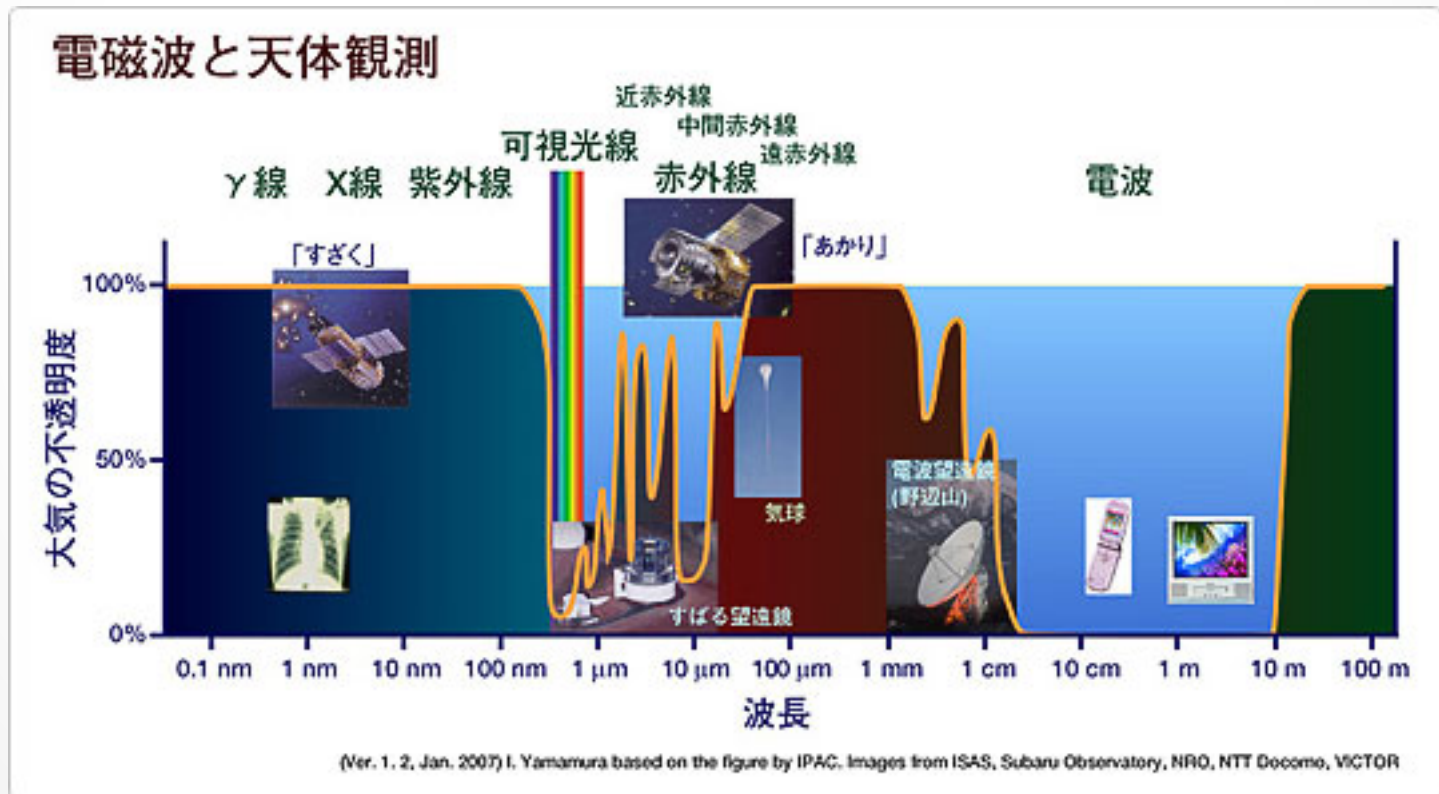 電磁波と天体観測
近赤外線
中間赤外線
可視光線
遠赤外線
γ線 X線 紫外線 赤外線 電波
「すざく」
「あかり」
100%
大気の不透明度
50%
電波望遠鏡
(野辺山)
気球
すばる望遠鏡
0%
0.1 nm 1 nm 10 nm 100 nm 1 μm 10 μm 100 μm 1 mm 1 cm 10 cm 1 m 10 m 100 m
波長
(Ver. 1. 2, Jan. 2007) I. Yamamura based on the figure by IPAC. Images from ISAS, Subaru Observatory, NRO, NTT Docomo, VICTOR